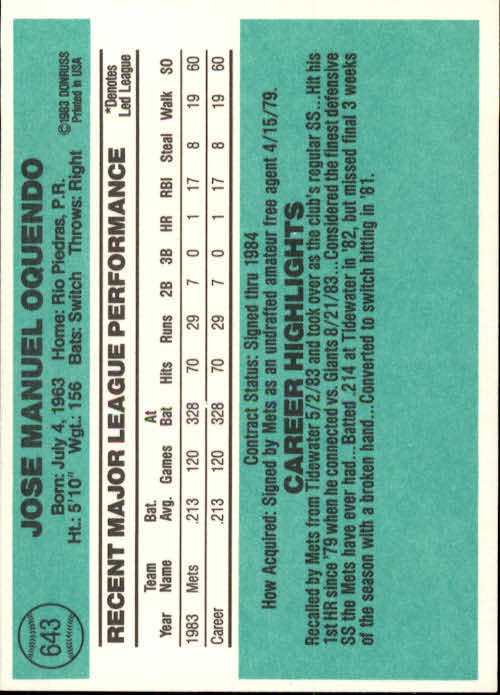 643
JOSE MANUEL OQUENDO
Born: July 4, 1963 Home: Rio Piedras, P.R.
Ht.: 5'10" Wgt.: 156 Bats: Switch Throws: Right
©1983 DONRUSS
Printed in USA
RECENT MAJOR LEAGUE PERFORMANCE
*Denotes
Led League
Team Bat. At
Year Name Avg. Games Bat Hits Runs 2B 3B HR RBI Steal Walk SO
1983 Mets .213 120 328 70 29 7 0 1 17 8 19 60
Career .213 120 328 70 29 7 0 1 17 8 19 60
Contract Status: Signed thru 1984
How Acquired: Signed by Mets as an undrafted amateur free agent 4/15/79.
CAREER HIGHLIGHTS
Recalled by Mets from Tidewater 5/2/83 and took over as the club's regular SS...Hit his
1st HR since '79 when he connected vs. Giants 8/21/83...Considered the finest defensive
SS the Mets have ever had...Batted .214 at Tidewater in '82, but missed final 3 weeks
of the season with a broken hand...Converted to switch hitting in '81.